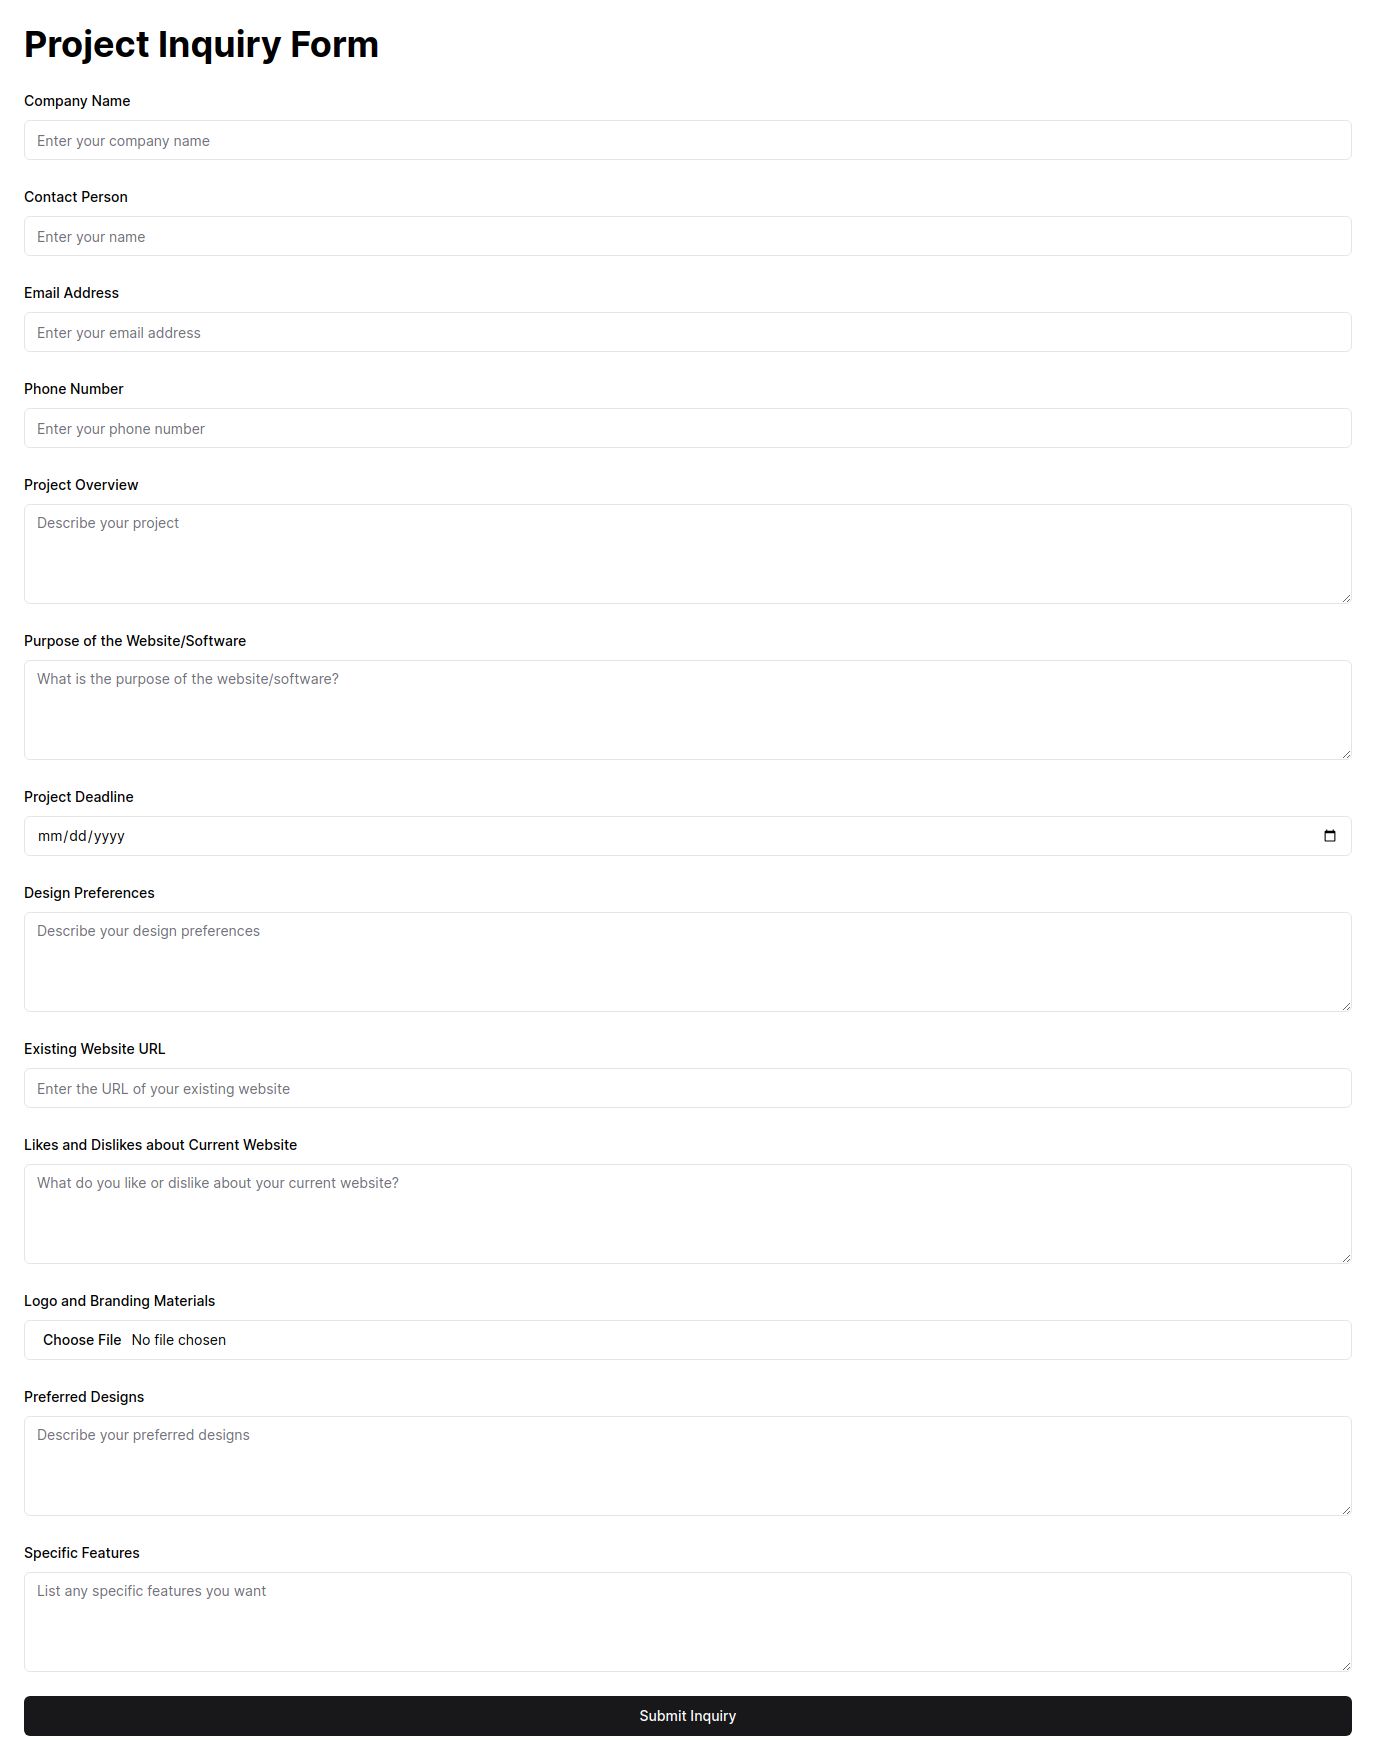 Project Inquiry Form
Company Name
Enter your company name
Contact Person
Enter your name
Email Address
Enter your email address
Phone Number
Enter your phone number
Project Overview
Describe your project
Purpose of the Website/Software
What is the purpose of the website/software?
Project Deadline
mm/dd/yyyy
Design Preferences
Describe your design preferences
Existing Website URL
Enter the URL of your existing website
Likes and Dislikes about Current Website
What do you like or dislike about your current website?
Logo and Branding Materials
Choose File No file chosen
Preferred Designs
Describe your preferred designs
Specific Features
List any specific features you want
Submit Inquiry